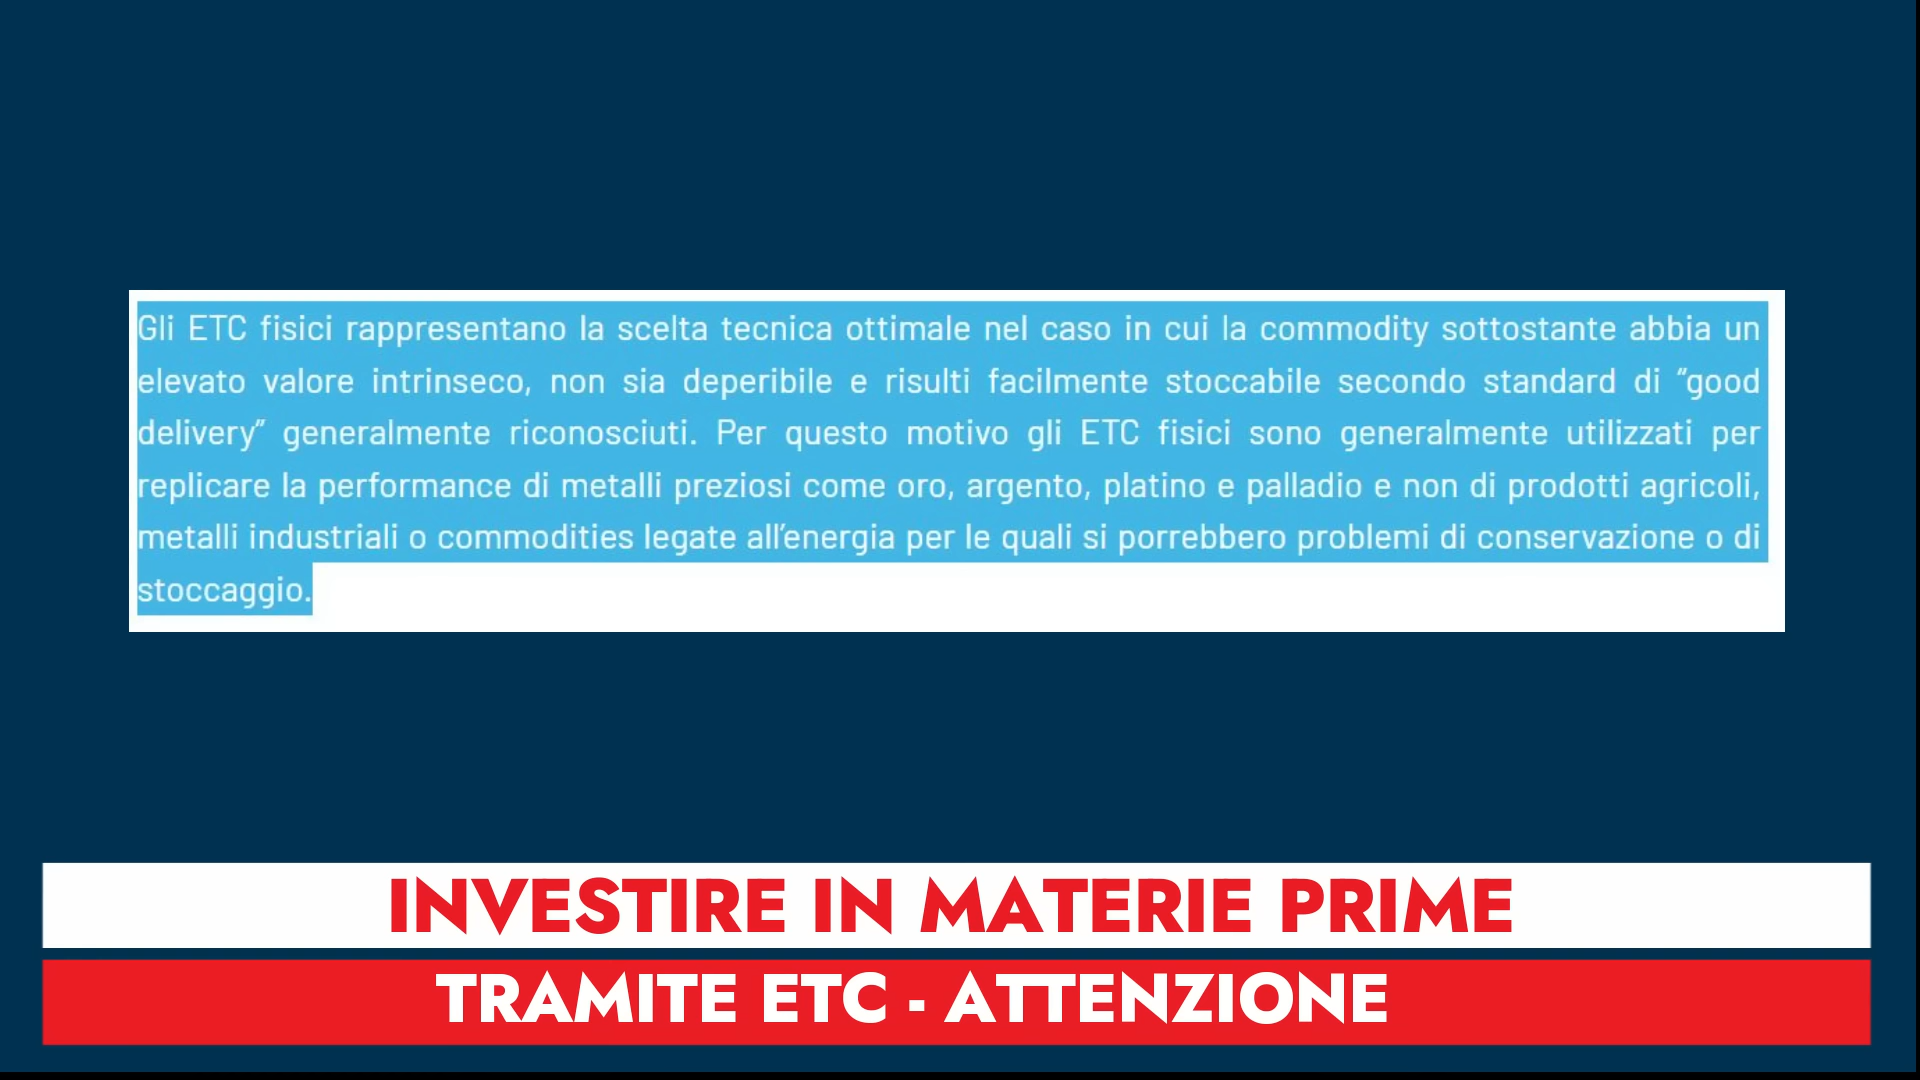 Gli ETC fisici rappresentano la scelta tecnica ottimale nel caso in cui la commodity sottostante abbia un
elevato valore intrinseco, non sia deperibile e risulti facilmente stoccabile secondo standard di “good
delivery” generalmente riconosciuti. Per questo motivo gli ETC fisici sono generalmente utilizzati per
replicare la performance di metalli preziosi come oro, argento, platino e palladio e non di prodotti agricoli,
metalli industriali o commodities legate all’energia per le quali si porrebbero problemi di conservazione o di
stoccaggio.
INVESTIRE IN MATERIE PRIME
TRAMITE ETC - ATTENZIONE